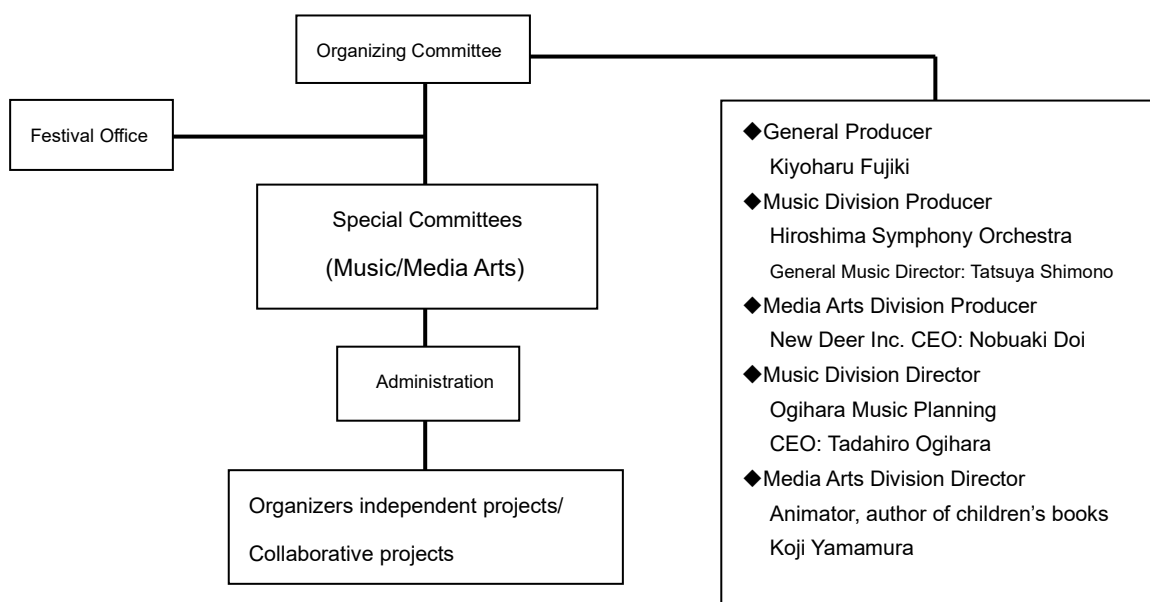 Organizing Committee
Festival Office
Special Committees
(Music/Media Arts)
Administration
Organizers independent projects/
Collaborative projects
◆General Producer
Kiyoharu Fujiki
◆Music Division Producer
Hiroshima Symphony Orchestra
General Music Director: Tatsuya Shimono
◆Media Arts Division Producer
New Deer Inc. CEO: Nobuaki Doi
◆Music Division Director
Ogihara Music Planning
CEO: Tadahiro Ogihara
◆Media Arts Division Director
Animator, author of children’s books
Koji Yamamura